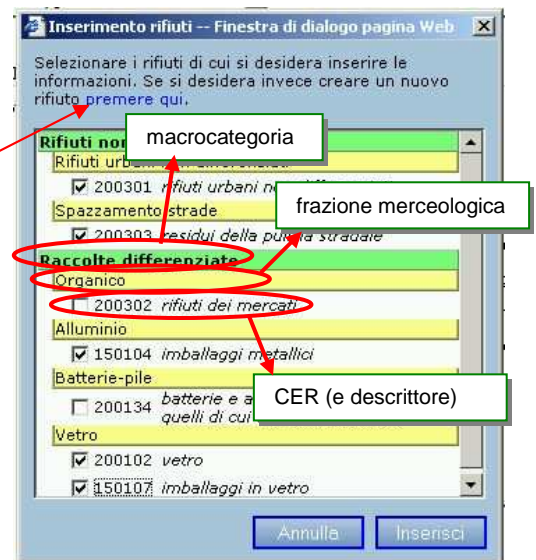 Inserimento rifiuti -- Finestra di dialogo pagina Web
Selezionare i rifiuti di cui si desidera inserire le
informazioni. Se si desidera invece creare un nuovo
rifiuto premere qui.
macrocategoria
Rifiuti non
Rifiuti urbani
200301 rifiuti urbani
Spazzamento strade
frazione merceologica
200303 residui della pulizia stradale
Raccolte differenziate
Organico
200302 rifiuti dei mercati
Alluminio
150104 imballaggi metallici
Batterie-pile
CER (e descrittore)
200134 batterie e
quelli di cui
Vetro
200102 vetro
150107 imballaggi in vetro
Annulla Inserisci